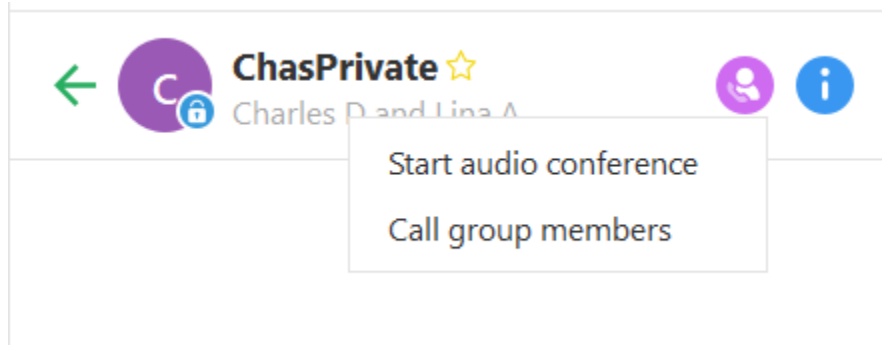 C
ChasPrivate
Charles D and Lina A
Start audio conference
Call group members